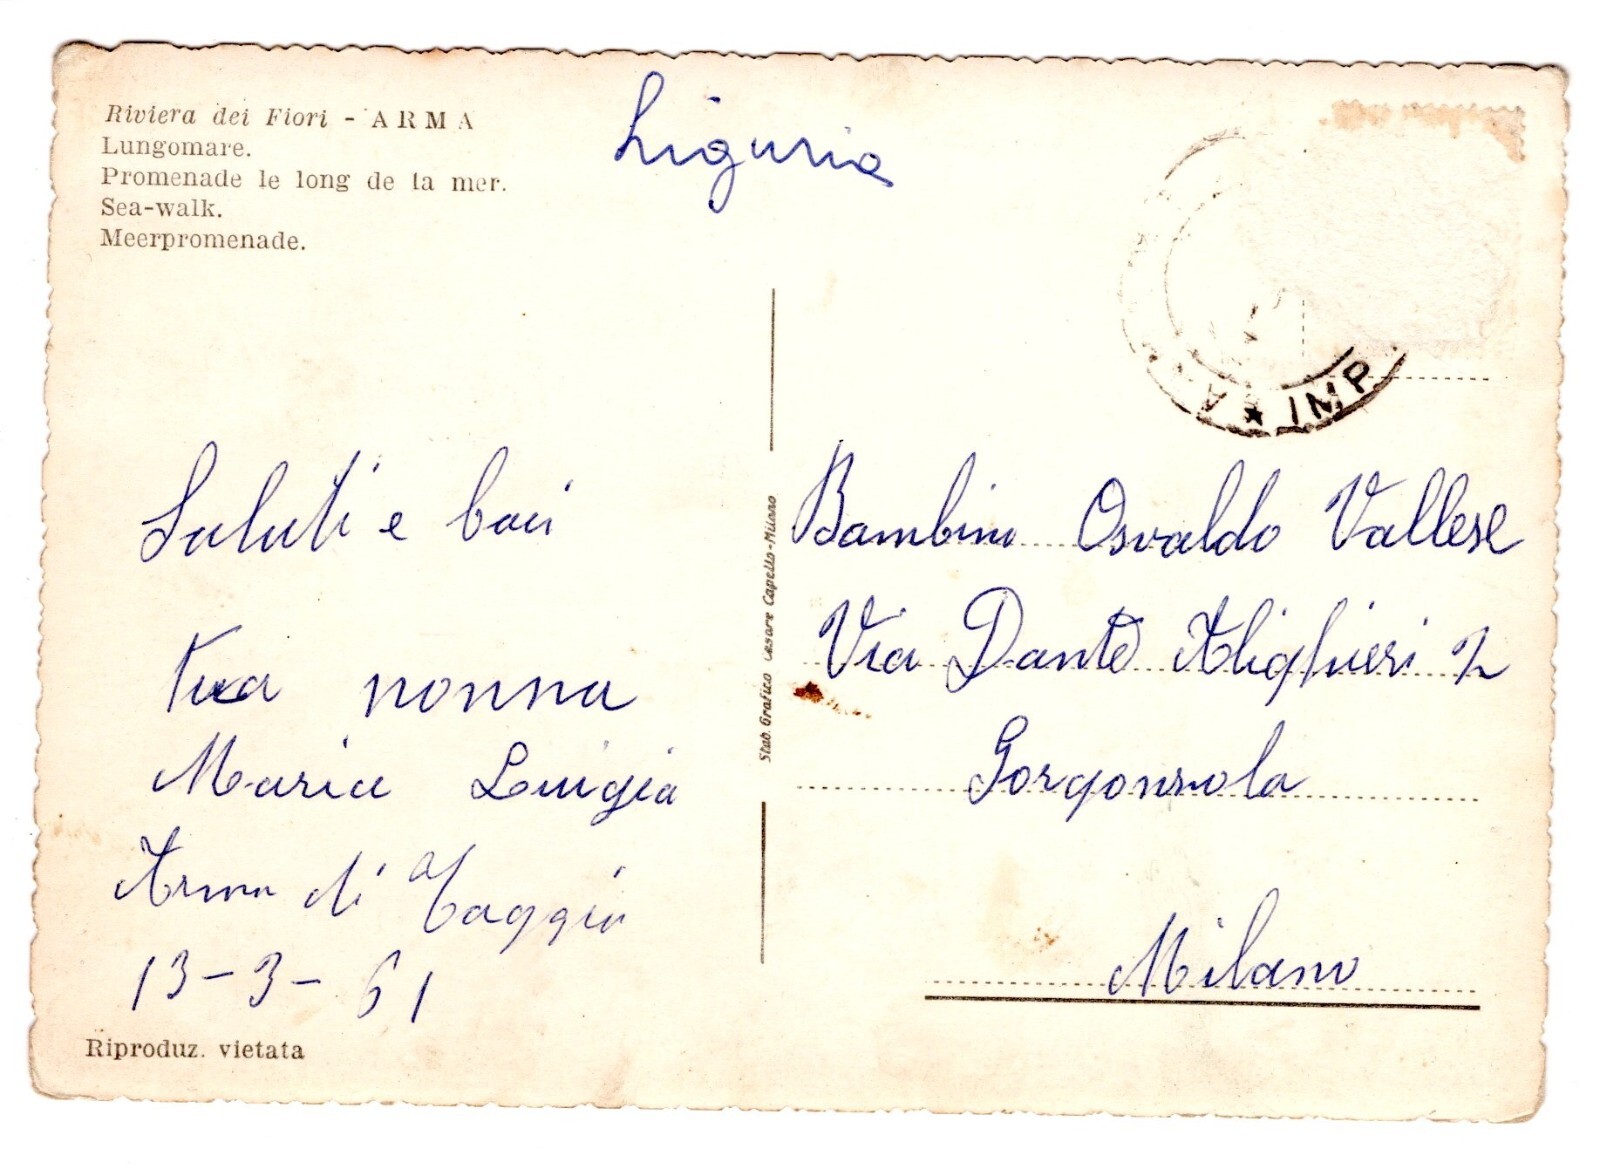 Riviera dei Fiori - ARMA
Lungomare.
Promenade le long de la mer.
Sea-walk.
Meerpromenade.
Liguria
A ★ IMP
Saluti e baci
tua nonna
Maria Luigia
Arma di Taggia
13-3-61
Riproduz. vietata
Stab. Grafico Cesare Capello-Milano
Bambino Osvaldo Vallese
Via Dante Alighieri 2
Gorgonzola
Milano